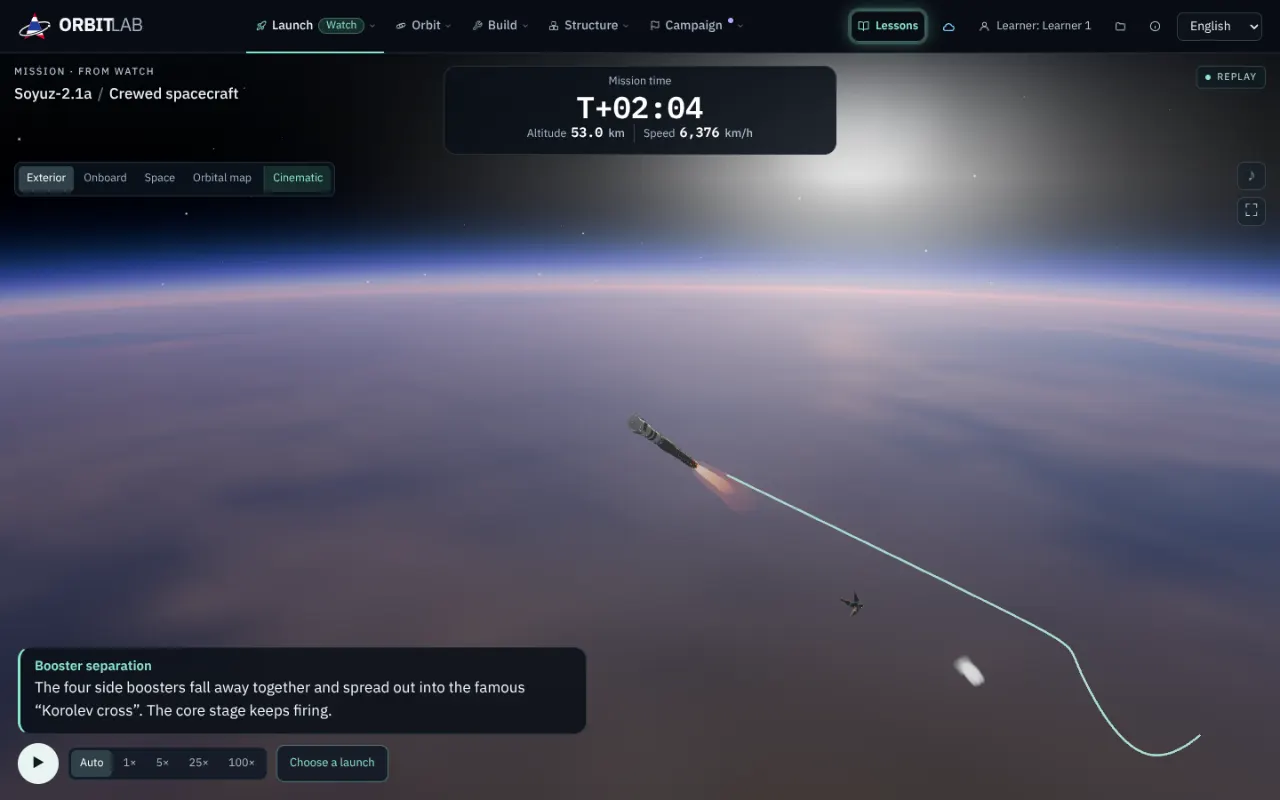 ORBITLAB
Launch Watch Orbit Build Structure Campaign Lessons Learner: Learner 1 English
MISSION · FROM WATCH
Soyuz-2.1a / Crewed spacecraft
Mission time
T+02:04
Altitude 53.0 km Speed 6,376 km/h
REPLAY
Exterior Onboard Space Orbital map Cinematic
Booster separation
The four side boosters fall away together and spread out into the famous
“Korolev cross”. The core stage keeps firing.
Auto 1× 5× 25× 100× Choose a launch